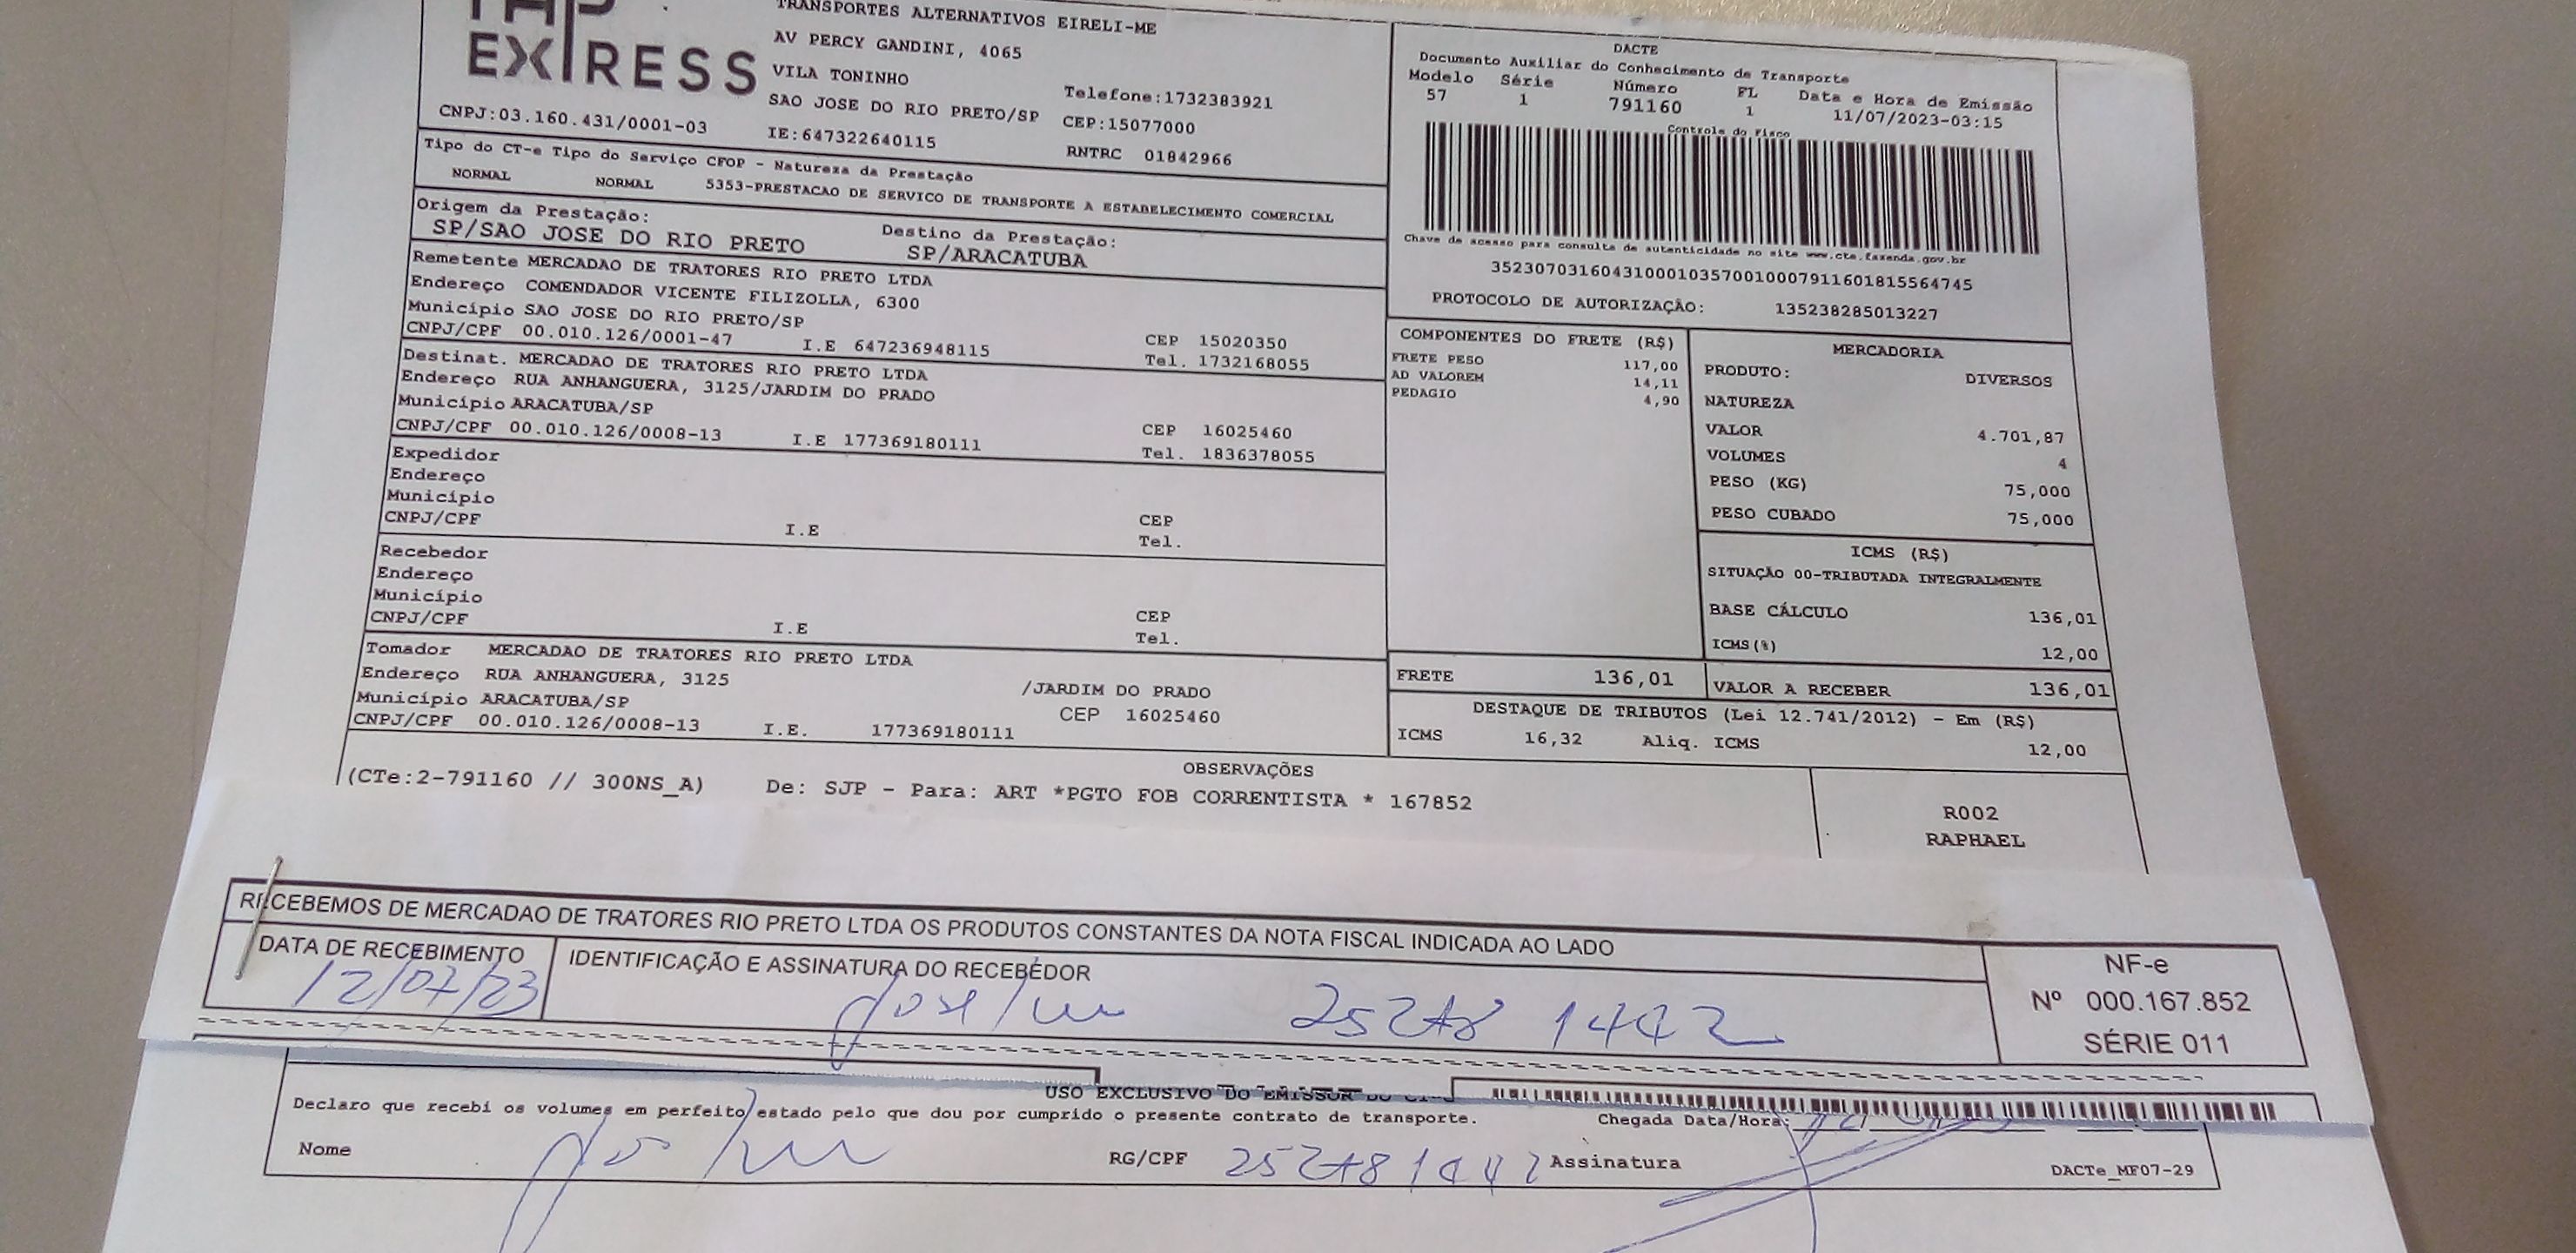 EXPRESS
TRANSPORTES ALTERNATIVOS EIRELI-ME
AV PERCY GANDINI, 4065
VILA TONINHO
SAO JOSE DO RIO PRETO/SP
Telefone:1732383921
CEP:15077000
CNPJ:03.160.431/0001-03
IE:647322640115
RNTRC 01842966
DACTE
Documento Auxiliar do Conhecimento de Transporte
Modelo Série Número FL Data e Hora de Emissão
57 1 791160 1 11/07/2023-03:15
Controle do Fisco
Chave de acesso para consulta de autenticidade no site www.cte.fazenda.gov.br
35230703160431000103570010007911601815564745
PROTOCOLO DE AUTORIZAÇÃO: 135238285013227
Tipo do CT-e Tipo do Serviço CFOP - Natureza da Prestação
NORMAL NORMAL 5353-PRESTACAO DE SERVICO DE TRANSPORTE A ESTABELECIMENTO COMERCIAL
Origem da Prestação: Destino da Prestação:
SP/SAO JOSE DO RIO PRETO SP/ARACATUBA
Remetente MERCADAO DE TRATORES RIO PRETO LTDA
Endereço COMENDADOR VICENTE FILIZOLLA, 6300
Município SAO JOSE DO RIO PRETO/SP CEP 15020350
CNPJ/CPF 00.010.126/0001-47 I.E 647236948115 Tel. 1732168055
Destinat. MERCADAO DE TRATORES RIO PRETO LTDA
Endereço RUA ANHANGUERA, 3125/JARDIM DO PRADO
Município ARACATUBA/SP CEP 16025460
CNPJ/CPF 00.010.126/0008-13 I.E 177369180111 Tel. 1836378055
Expedidor
Endereço
Município CEP
CNPJ/CPF I.E Tel.
Recebedor
Endereço
Município CEP
CNPJ/CPF I.E Tel.
Tomador MERCADAO DE TRATORES RIO PRETO LTDA
Endereço RUA ANHANGUERA, 3125 /JARDIM DO PRADO
Município ARACATUBA/SP CEP 16025460
CNPJ/CPF 00.010.126/0008-13 I.E. 177369180111
COMPONENTES DO FRETE (R$)
FRETE PESO 117,00
AD VALOREM 14,11
PEDAGIO 4,90
MERCADORIA
PRODUTO: DIVERSOS
NATUREZA
VALOR 4.701,87
VOLUMES 4
PESO (KG) 75,000
PESO CUBADO 75,000
ICMS (R$)
SITUAÇÃO 00-TRIBUTADA INTEGRALMENTE
BASE CÁLCULO 136,01
ICMS(%) 12,00
FRETE 136,01 VALOR A RECEBER 136,01
DESTAQUE DE TRIBUTOS (Lei 12.741/2012) - Em (R$)
ICMS 16,32 Aliq. ICMS 12,00
OBSERVAÇÕES
(CTe:2-791160 // 300NS_A) De: SJP - Para: ART *PGTO FOB CORRENTISTA * 167852
R002
RAPHAEL
RECEBEMOS DE MERCADAO DE TRATORES RIO PRETO LTDA OS PRODUTOS CONSTANTES DA NOTA FISCAL INDICADA AO LADO
DATA DE RECEBIMENTO IDENTIFICAÇÃO E ASSINATURA DO RECEBEDOR
12/07/23 25278 1442
NF-e
Nº 000.167.852
SÉRIE 011
USO EXCLUSIVO DO EMISSOR DO
Declaro que recebi os volumes em perfeito estado pelo que dou por cumprido o presente contrato de transporte. Chegada Data/Hora:
Nome RG/CPF 252781442 Assinatura
DACTe_MF07-29